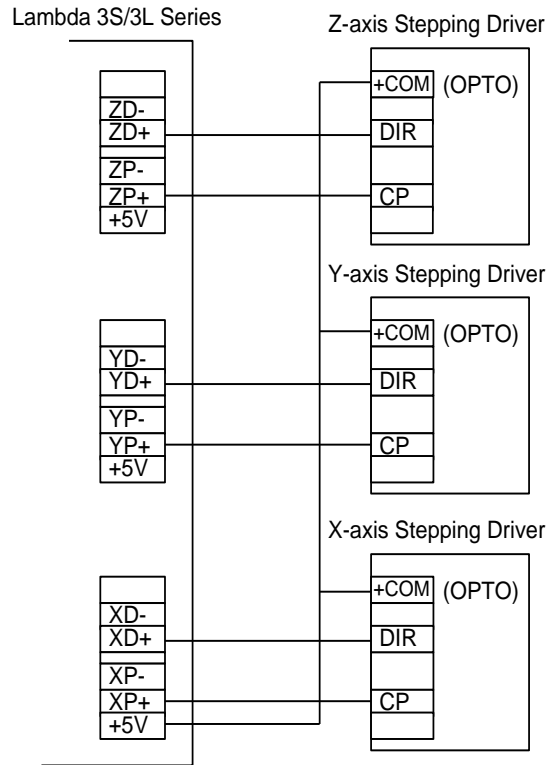 Lambda 3S/3L Series
Z-axis Stepping Driver
ZD-
ZD+
ZP-
ZP+
+5V
+COM (OPTO)
DIR
CP
Y-axis Stepping Driver
YD-
YD+
YP-
YP+
+5V
+COM (OPTO)
DIR
CP
X-axis Stepping Driver
XD-
XD+
XP-
XP+
+5V
+COM (OPTO)
DIR
CP